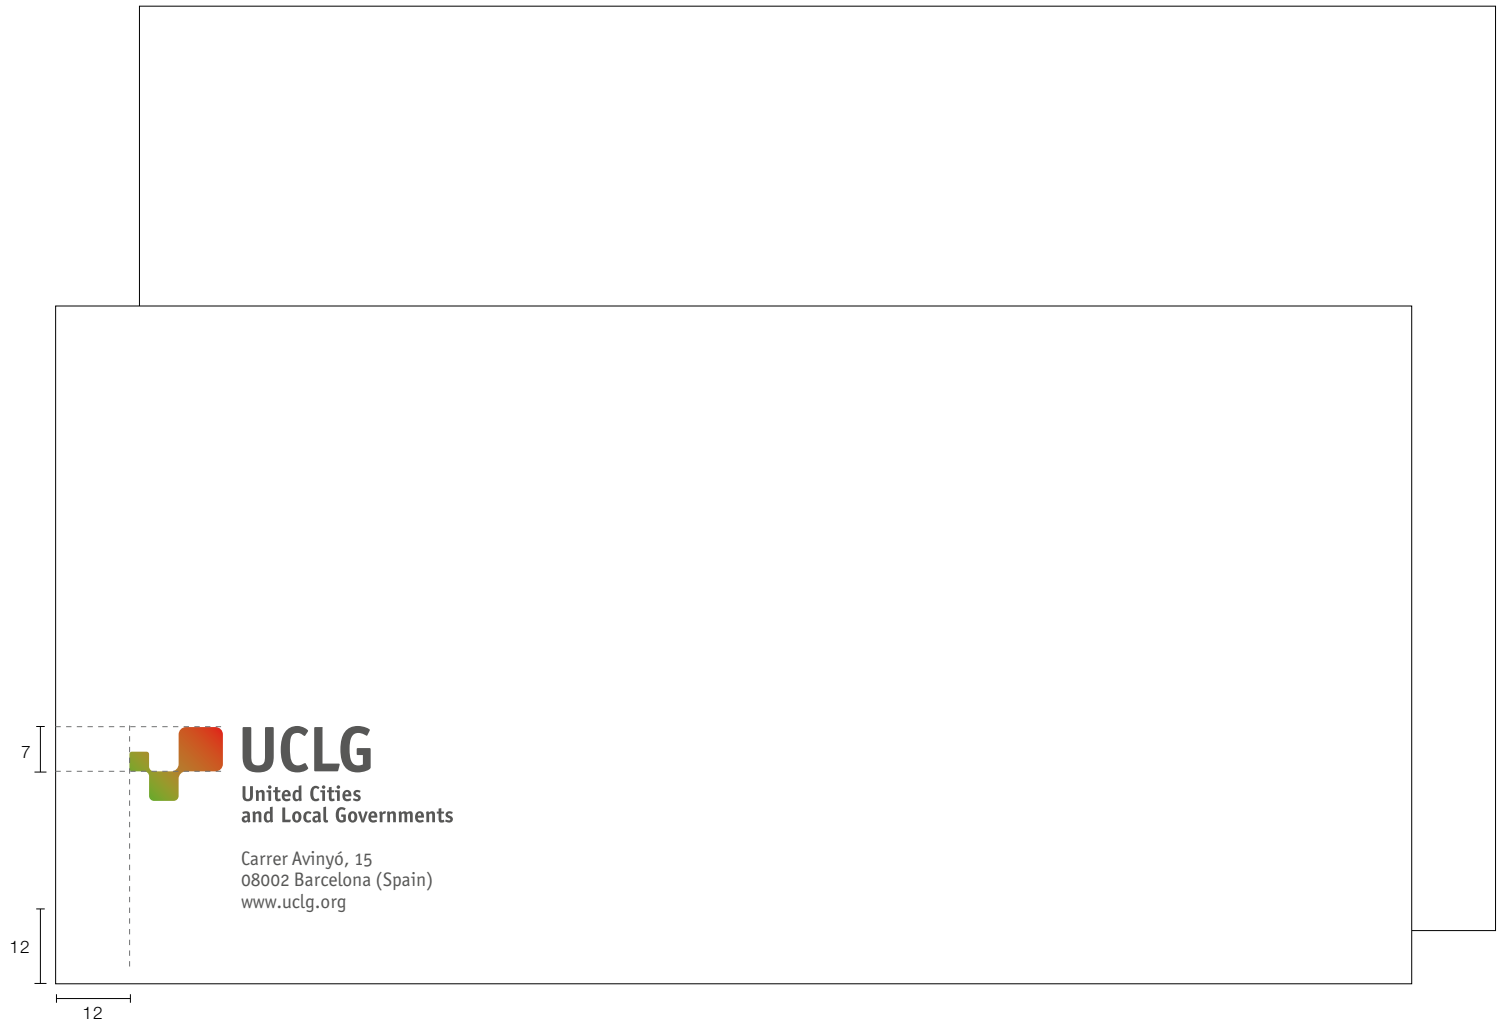 7
UCLG
United Cities
and Local Governments
Carrer Avinyó, 15
08002 Barcelona (Spain)
www.uclg.org
12
12